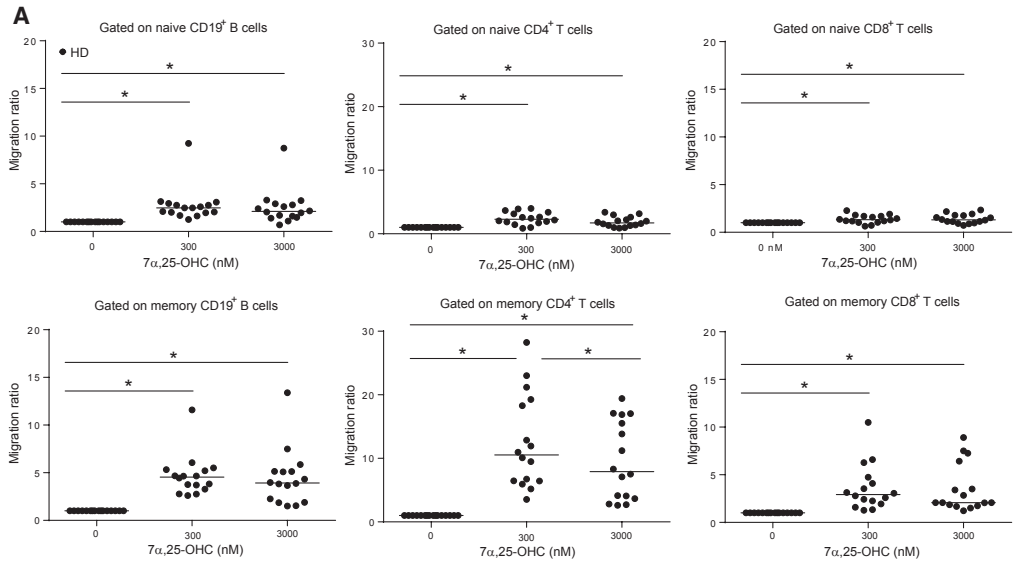 A
Gated on naive CD19+ B cells
20
15
10
5
0
Migration ratio
HD
*
*
0
300
3000
7α,25-OHC (nM)
Gated on naive CD4+ T cells
30
20
10
0
Migration ratio
*
*
0
300
3000
7α,25-OHC (nM)
Gated on naive CD8+ T cells
20
15
10
5
0
Migration ratio
*
*
0 nM
300
3000
7α,25-OHC (nM)
Gated on memory CD19+ B cells
20
15
10
5
0
Migration ratio
*
*
0
300
3000
7α,25-OHC (nM)
Gated on memory CD4+ T cells
30
20
10
0
Migration ratio
*
*
*
0
300
3000
7α,25-OHC (nM)
Gated on memory CD8+ T cells
20
15
10
5
0
Migration ratio
*
*
0
300
3000
7α,25-OHC (nM)